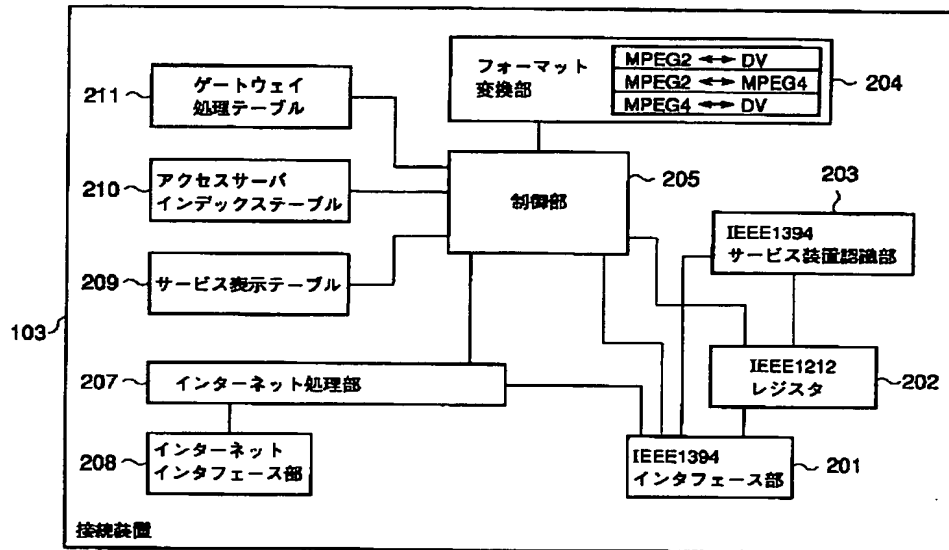 211
ゲートウェイ
処理テーブル
フォーマット
変換部
MPEG2 ↔ DV
MPEG2 ↔ MPEG4
MPEG4 ↔ DV
204
210
アクセスサーバ
インデックステーブル
制御部
205
203
IEEE1394
サービス装置認識部
209
サービス表示テーブル
103
207
インターネット処理部
IEEE1212
レジスタ
202
208
インターネット
インタフェース部
IEEE1394
インタフェース部
201
接続装置